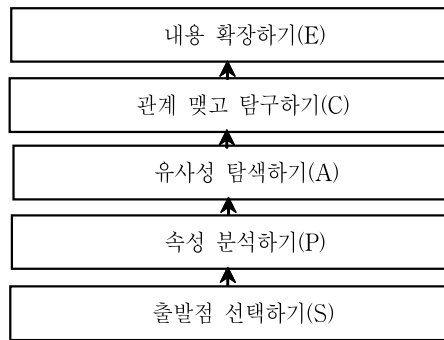 내용 확장하기(E)
관계 맺고 탐구하기(C)
유사성 탐색하기(A)
속성 분석하기(P)
출발점 선택하기(S)